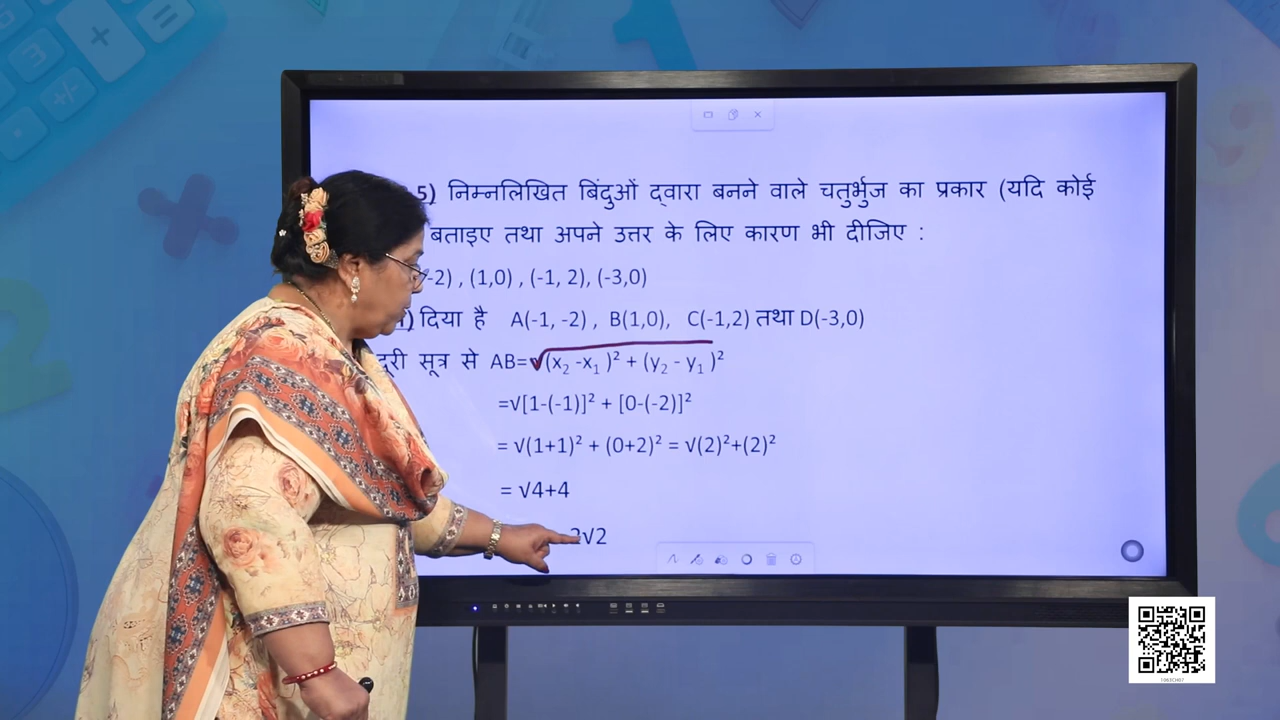 5) निम्नलिखित बिंदुओं द्वारा बनने वाले चतुर्भुज का प्रकार (यदि कोई
बताइए तथा अपने उत्तर के लिए कारण भी दीजिए :
-2) , (1,0) , (-1, 2), (-3,0)
दिया है A(-1, -2) , B(1,0), C(-1,2) तथा D(-3,0)
दूरी सूत्र से AB=√(x₂ -x₁ )² + (y₂ - y₁ )²
=√[1-(-1)]² + [0-(-2)]²
= √(1+1)² + (0+2)² = √(2)²+(2)²
= √4+4
2√2
1063CH07